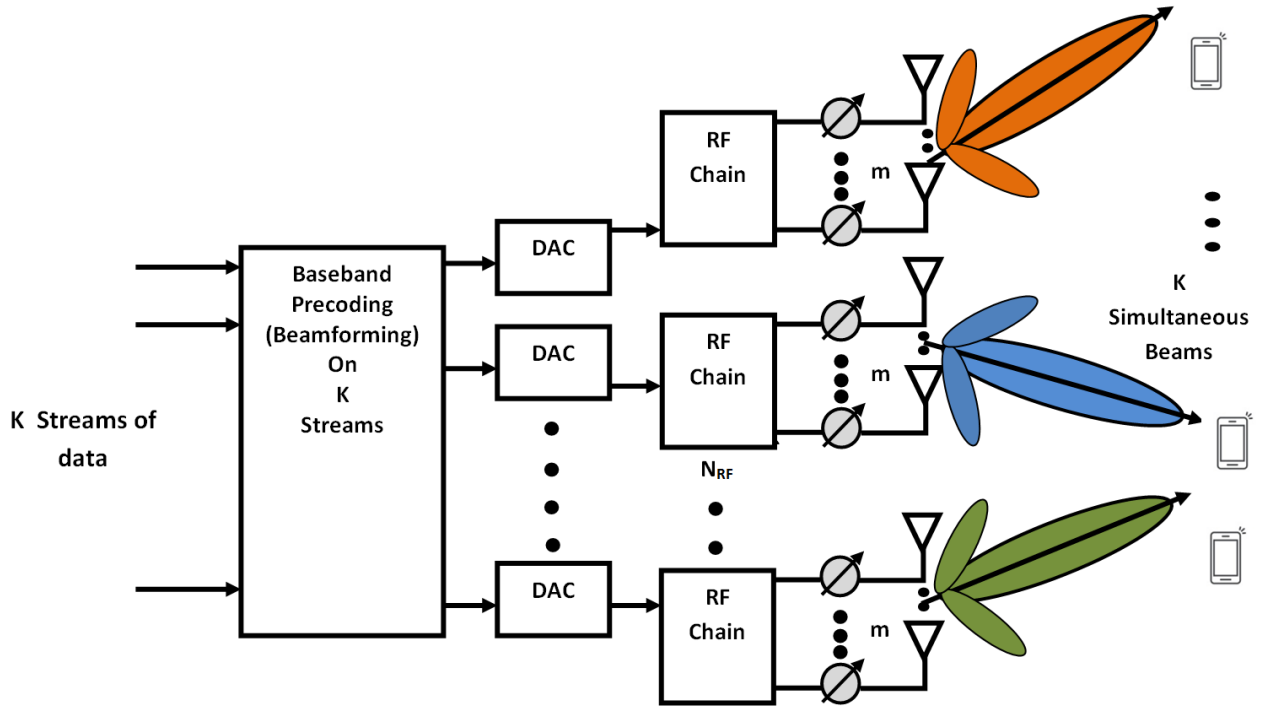 K Streams of
data
Baseband
Precoding
(Beamforming)
On
K
Streams
DAC
DAC
DAC
RF
Chain
m
RF
Chain
m
NRF
RF
Chain
m
K
Simultaneous
Beams